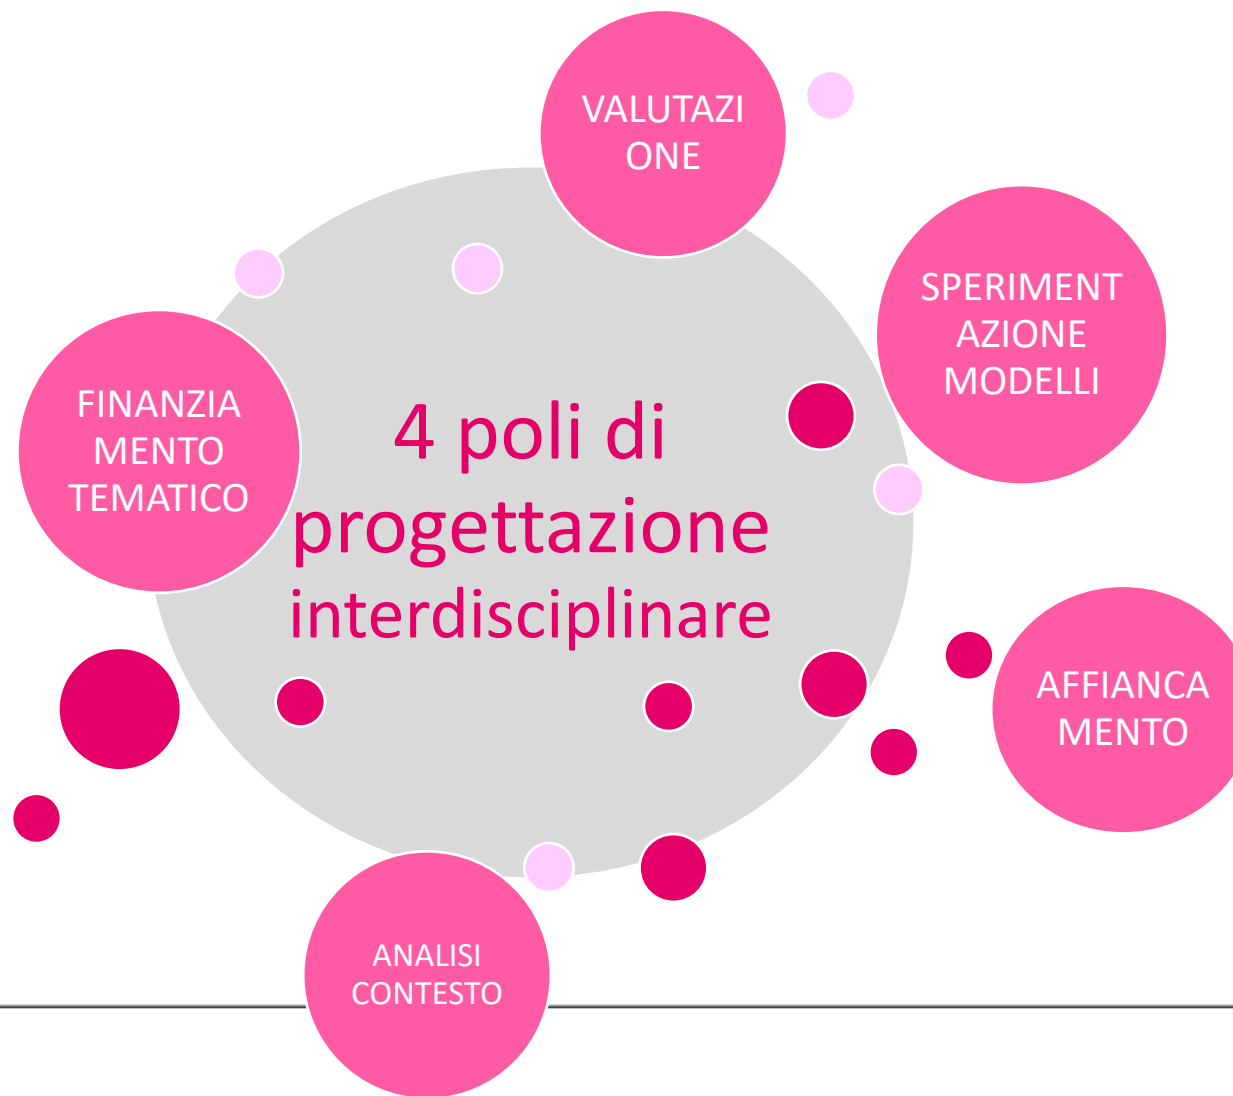 VALUTAZI
ONE
SPERIMENT
AZIONE
MODELLI
FINANZIA
MENTO
TEMATICO
4 poli di
progettazione
interdisciplinare
AFFIANCA
MENTO
ANALISI
CONTESTO